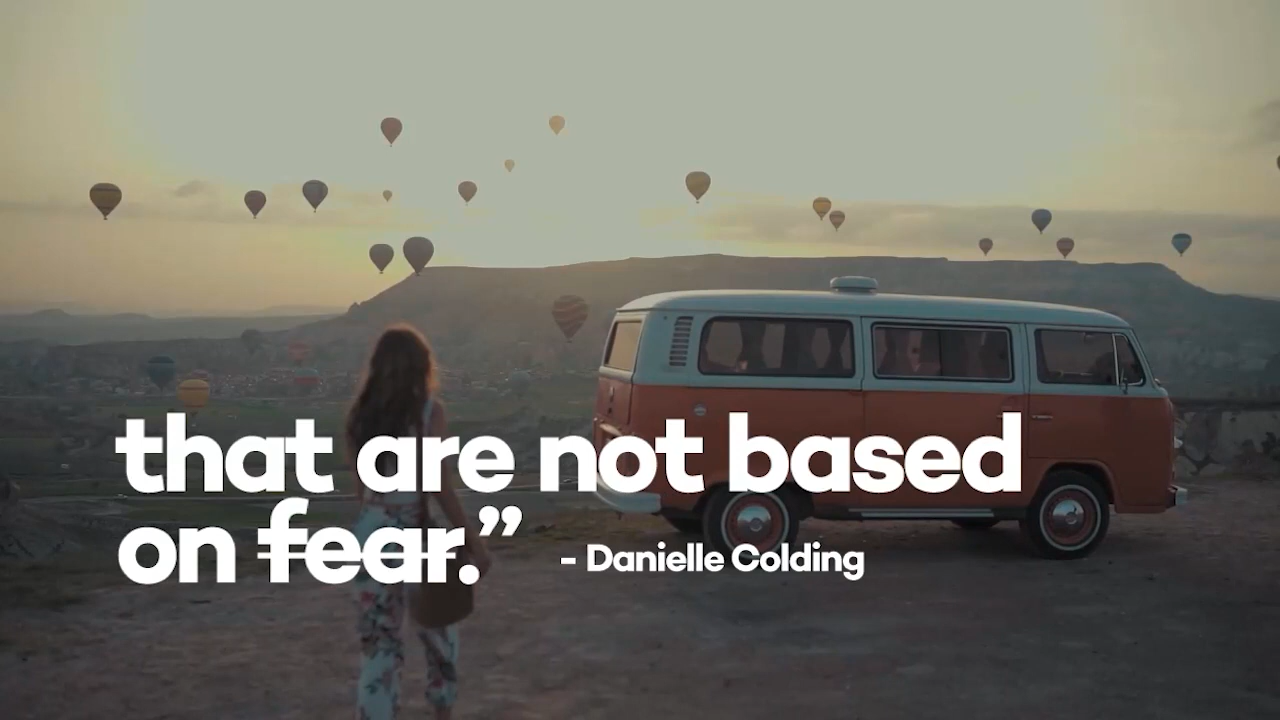 that are not based
on fear.”
- Danielle Colding